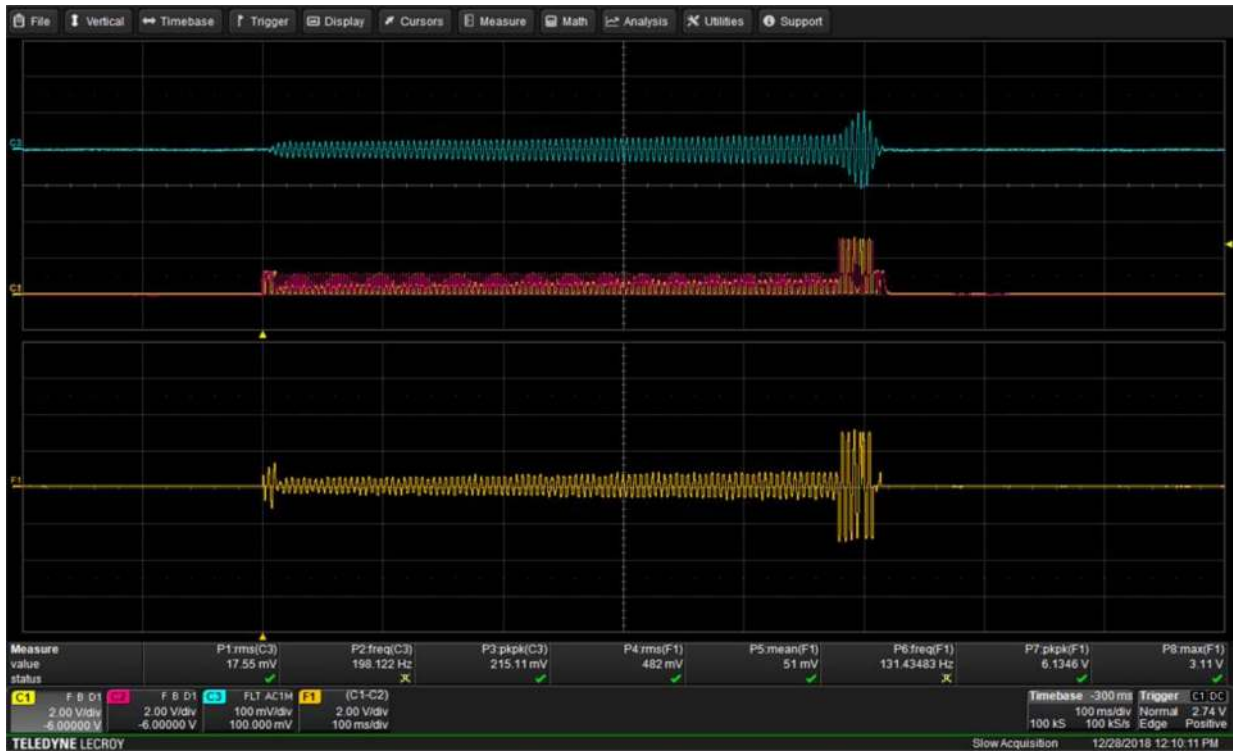 File Vertical Timebase Trigger Display Cursors Measure Math Analysis Utilities Support
C3
C1
F1
Measure P1:rms(C3) P2:freq(C3) P3:pkpk(C3) P4:rms(F1) P5:mean(F1) P6:freq(F1) P7:pkpk(F1) P8:max(F1)
value 17.55 mV 198.122 Hz 215.11 mV 482 mV 51 mV 131.43483 Hz 6.1346 V 3.11 V
status
C1 F B D1 C2 F B D1 C3 FLT AC1M F1 (C1-C2) Timebase -300 ms Trigger C1 DC
2.00 V/div 2.00 V/div 100 mV/div 2.00 V/div 100 ms/div Normal 2.74 V
-6.00000 V -6.00000 V 100.000 mV 100 ms/div 100 kS 100 kS/s Edge Positive
TELEDYNE LECROY Slow Acquisition 12/28/2018 12:10:11 PM